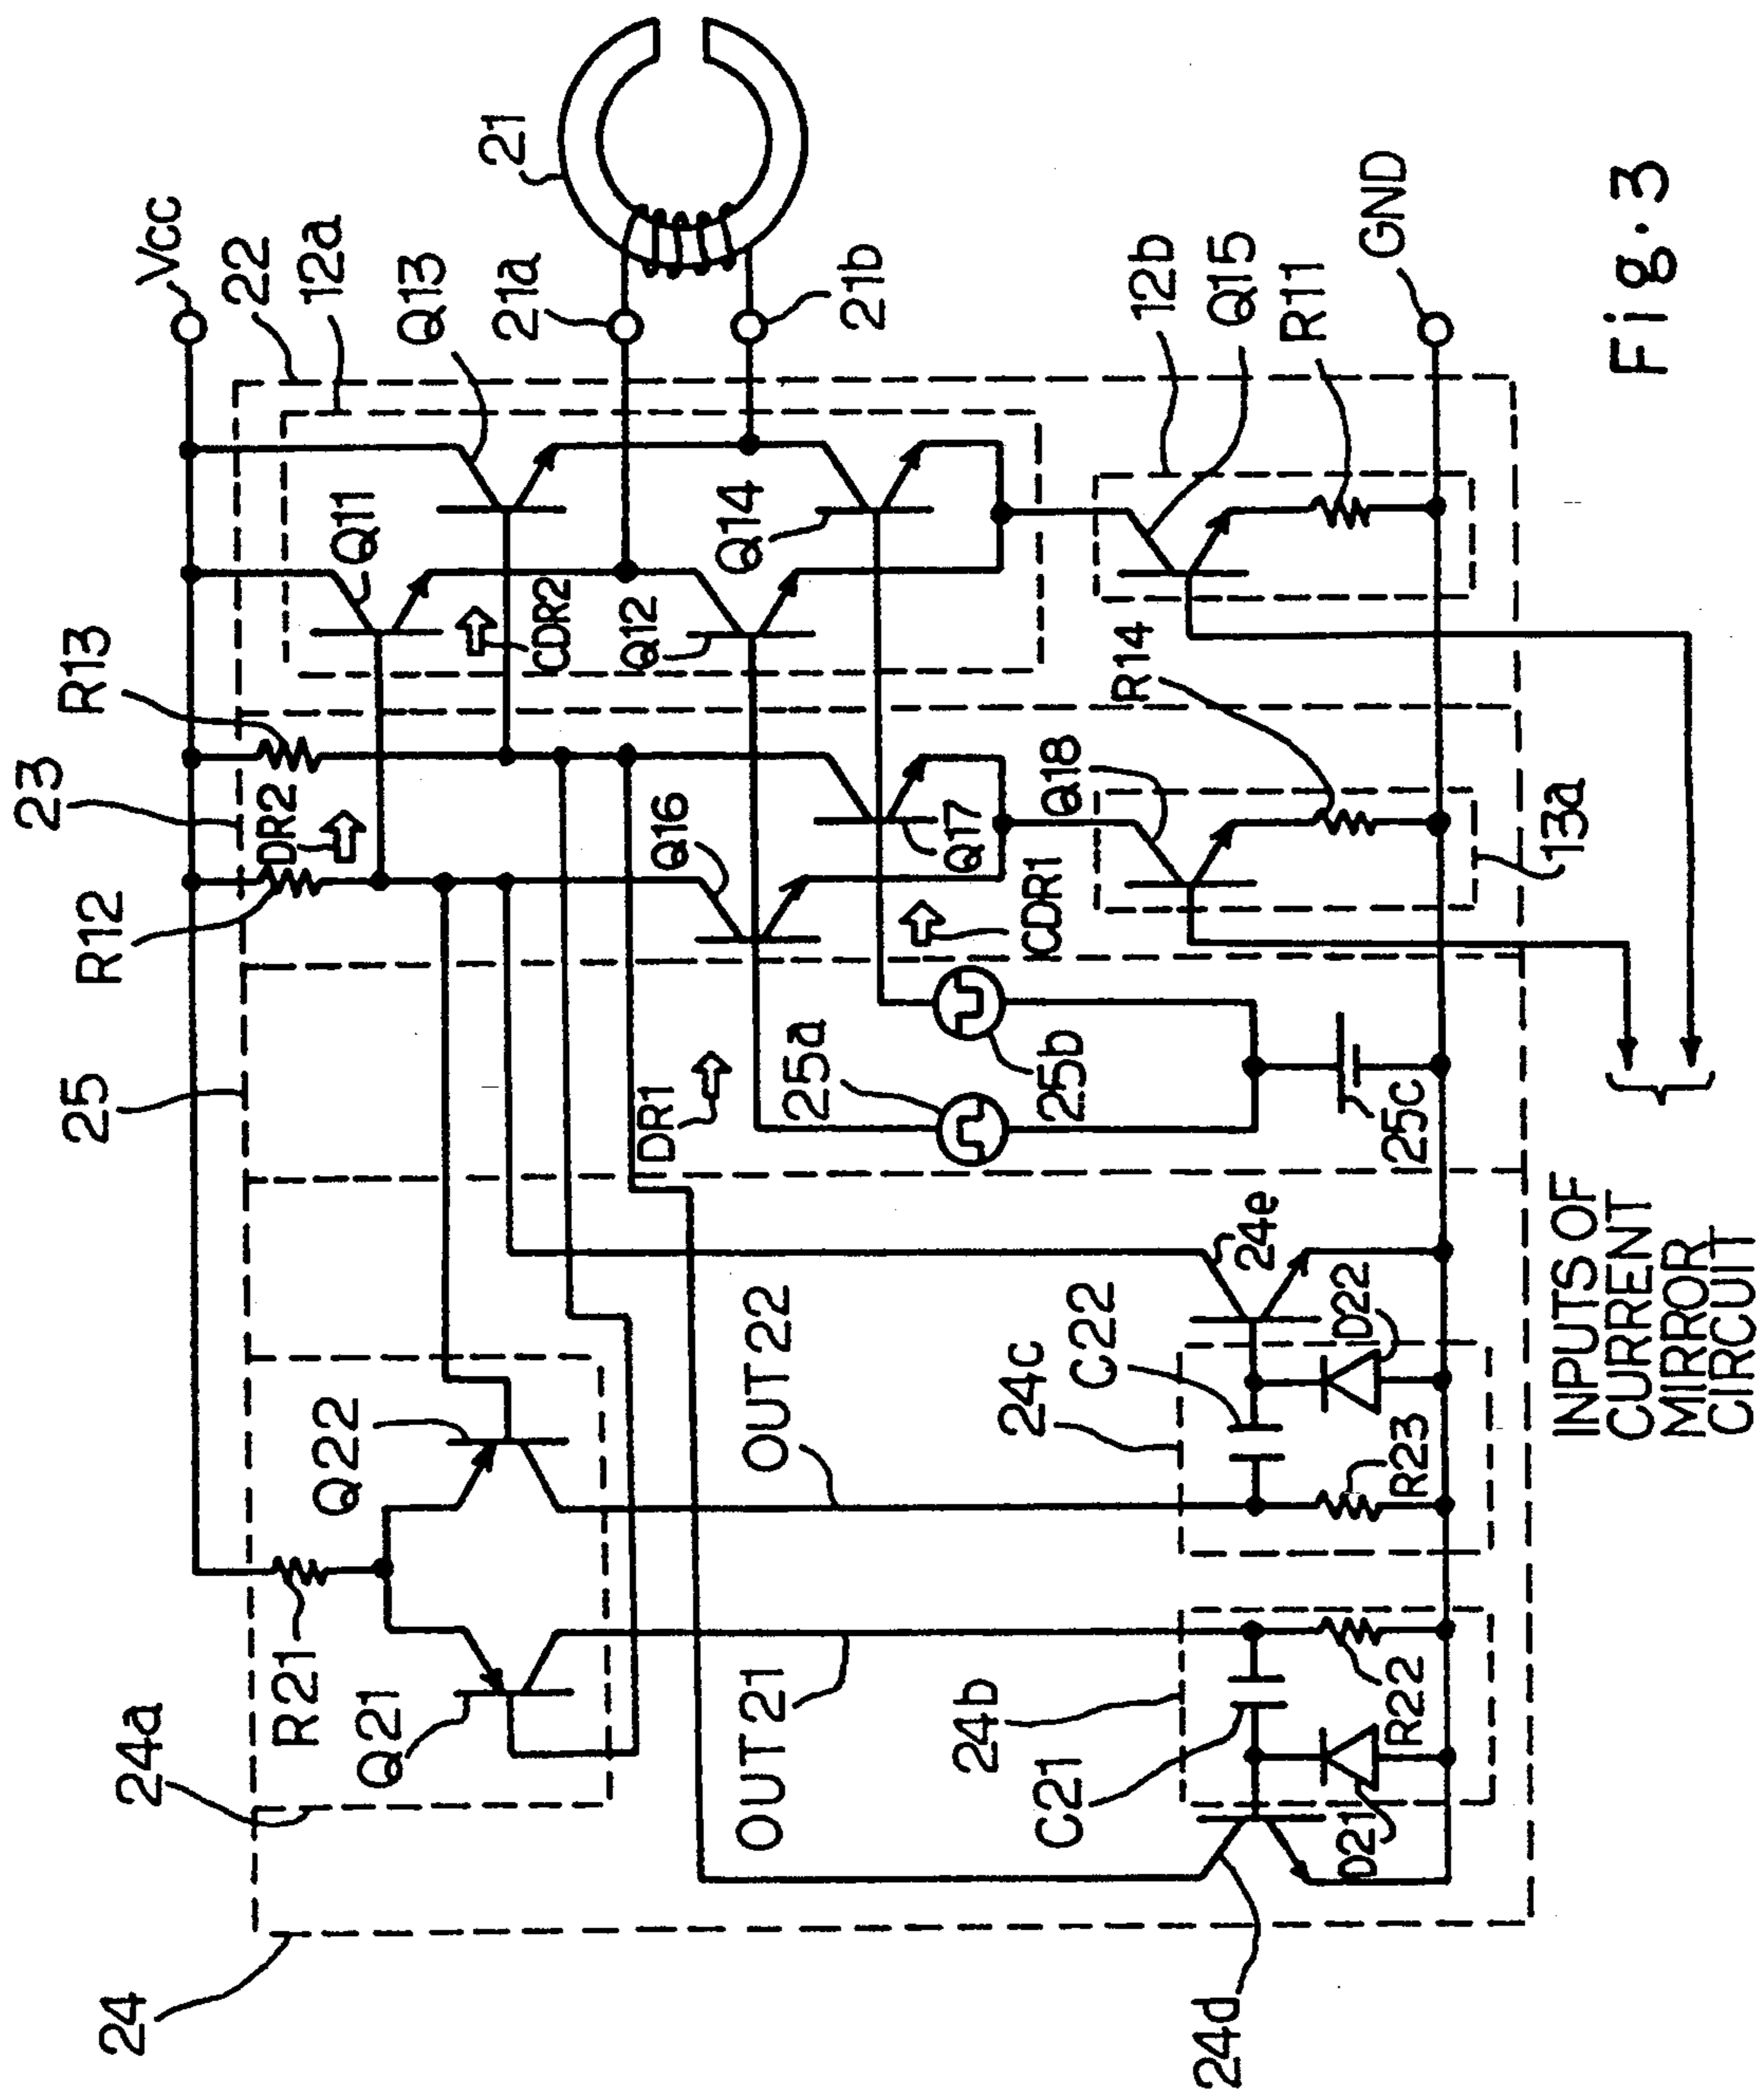 Vcc
22
12a
Q13
21
21a
21b
12b
Q15
R11
GND
Fig.3
23
R13
Q11
CDR2
Q12
Q14
R14
R12
DR2
Q16
Q17
Q18
CDR1
13a
25
DR1
25a
25b
25c
INPUTS OF
CURRENT
MIRROR
CIRCUIT
Q22
OUT22
24c
C22
24e
D22
R23
24a
R21
Q21
OUT21
24b
C21
D21
R22
24
24d